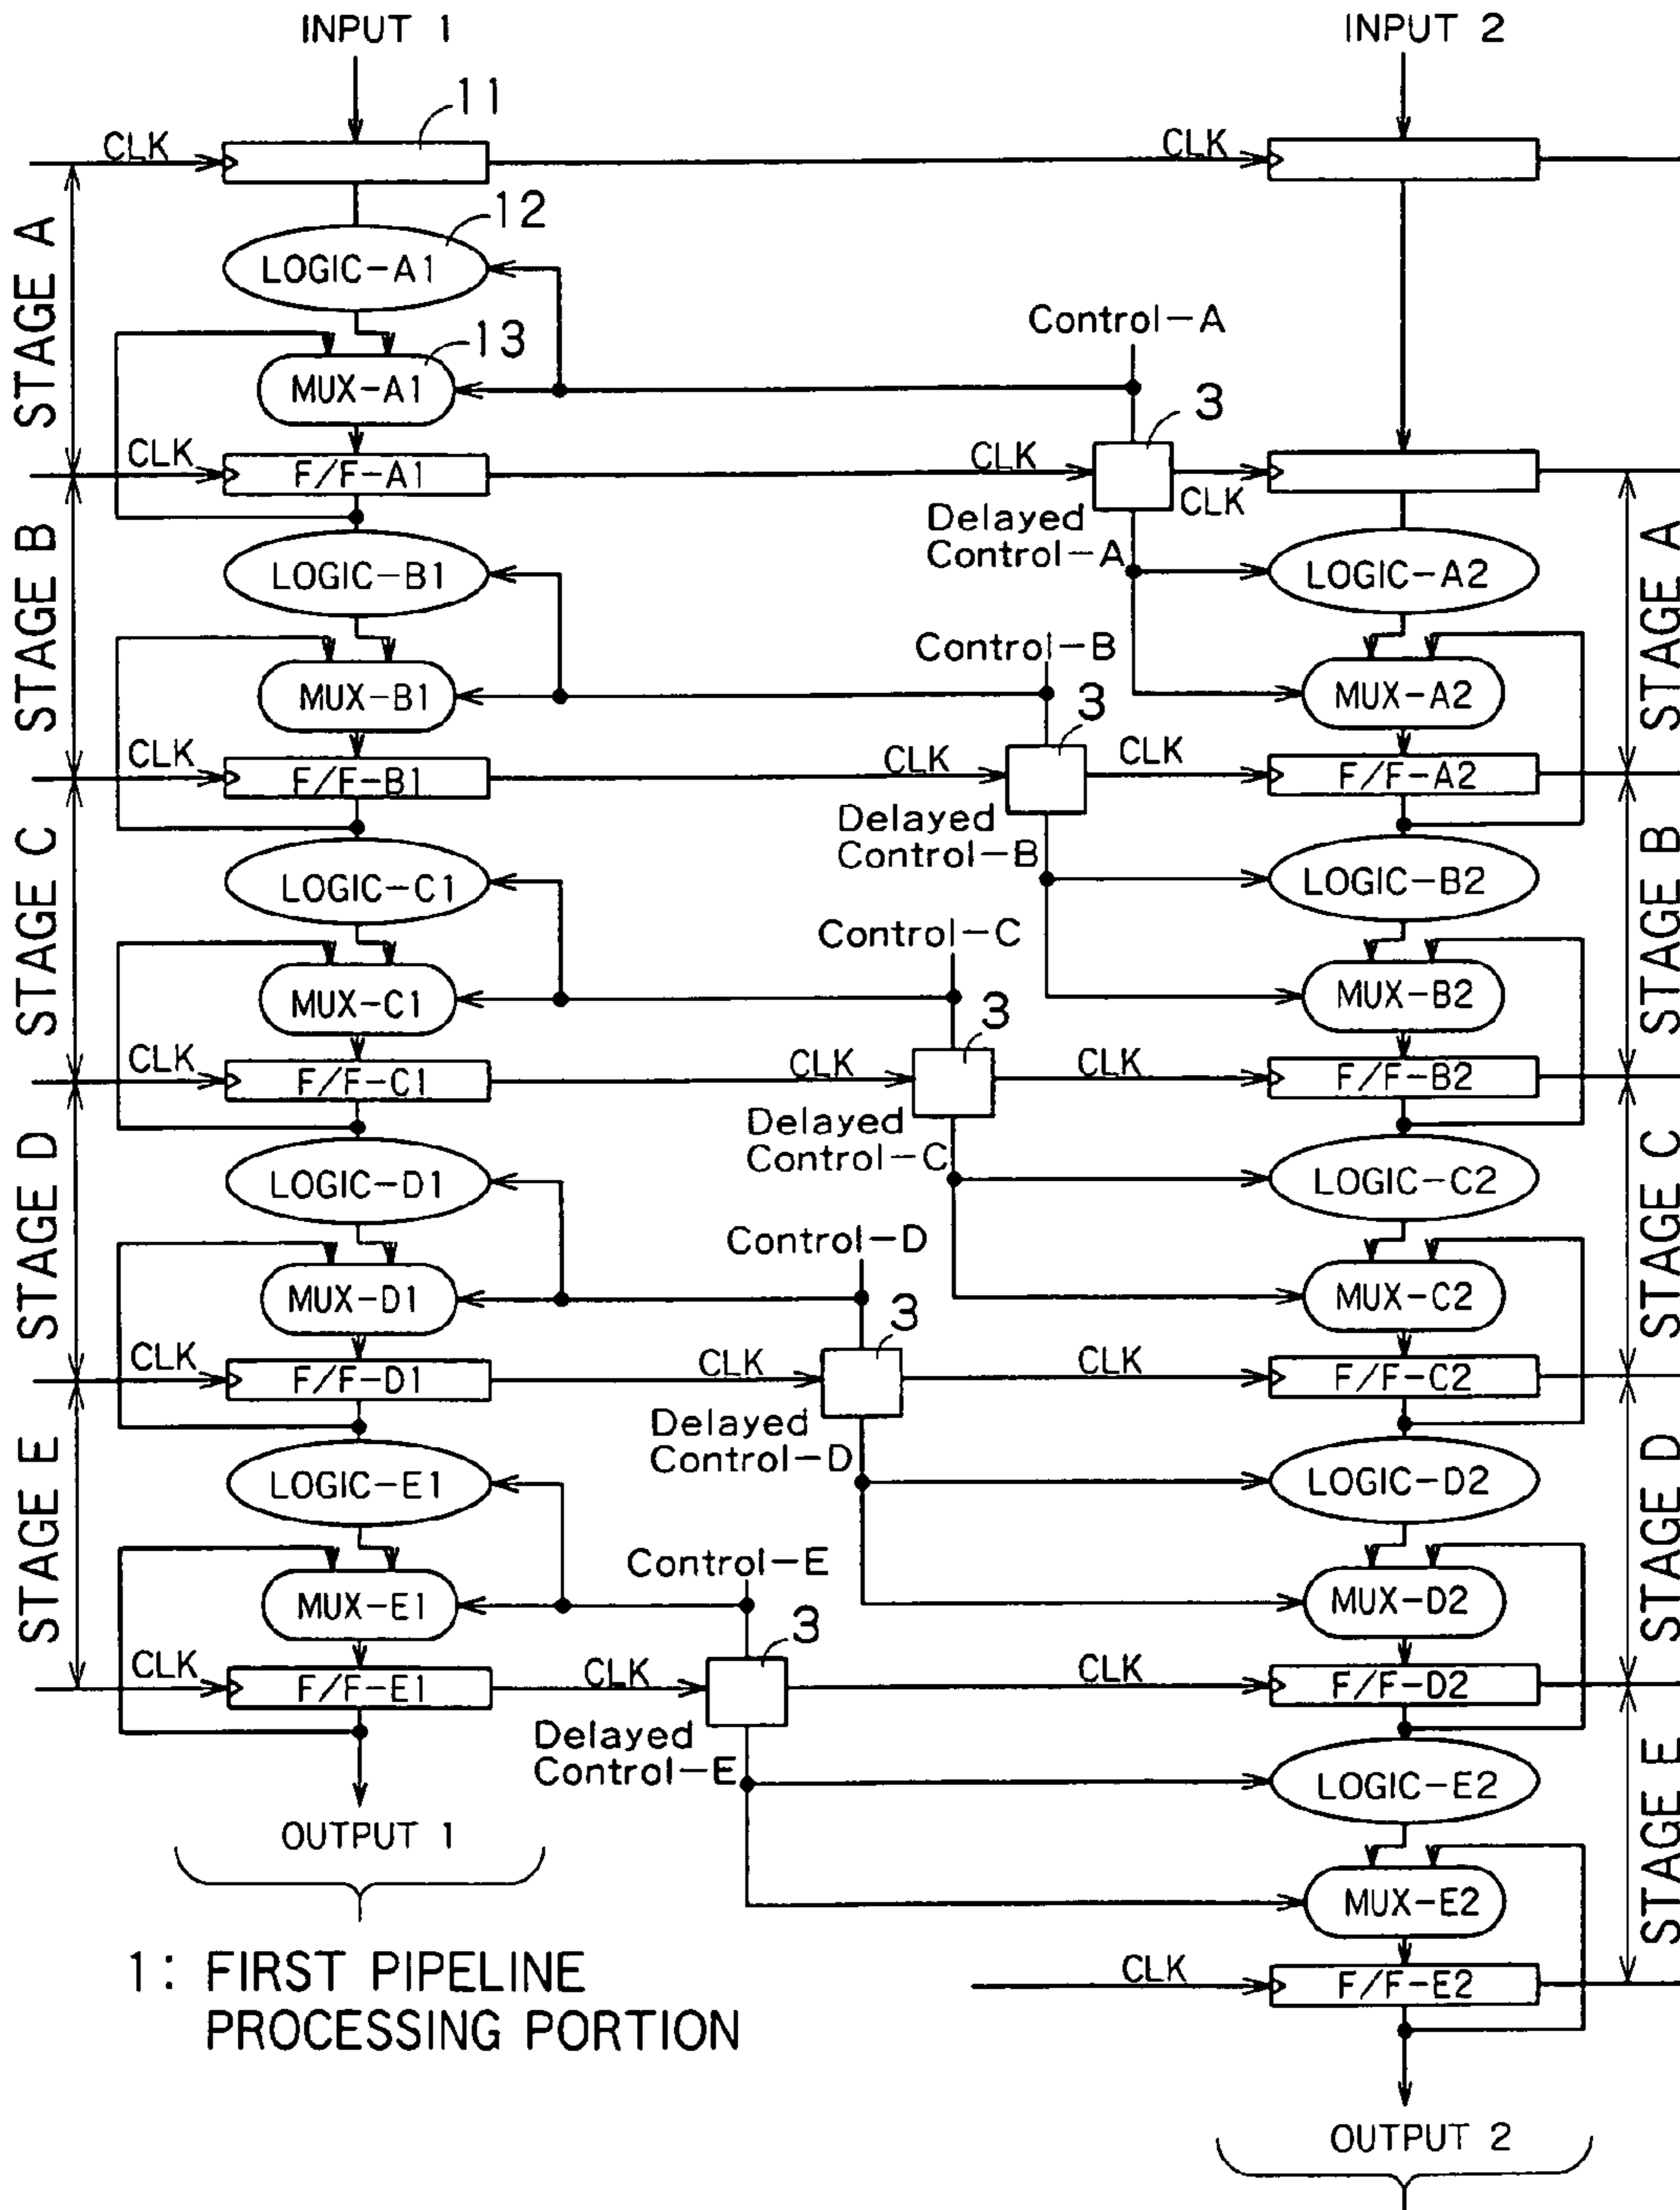 INPUT 1
INPUT 2
11
CLK
CLK
12
LOGIC-A1
Control-A
13
MUX-A1
3
STAGE A
CLK
F/F-A1
CLK
CLK
Delayed
Control-A
LOGIC-B1
LOGIC-A2
STAGE B
STAGE A
Control-B
MUX-B1
MUX-A2
3
CLK
F/F-B1
CLK
CLK
F/F-A2
Delayed
Control-B
LOGIC-C1
LOGIC-B2
STAGE C
STAGE B
Control-C
MUX-C1
MUX-B2
3
CLK
F/F-C1
CLK
CLK
F/F-B2
Delayed
Control-C
LOGIC-D1
LOGIC-C2
STAGE D
STAGE C
Control-D
MUX-D1
MUX-C2
3
CLK
F/F-D1
CLK
CLK
F/F-C2
Delayed
Control-D
LOGIC-E1
LOGIC-D2
STAGE E
STAGE D
Control-E
MUX-E1
MUX-D2
3
CLK
F/F-E1
CLK
CLK
F/F-D2
Delayed
Control-E
LOGIC-E2
OUTPUT 1
STAGE E
MUX-E2
1: FIRST PIPELINE
PROCESSING PORTION
CLK
F/F-E2
OUTPUT 2